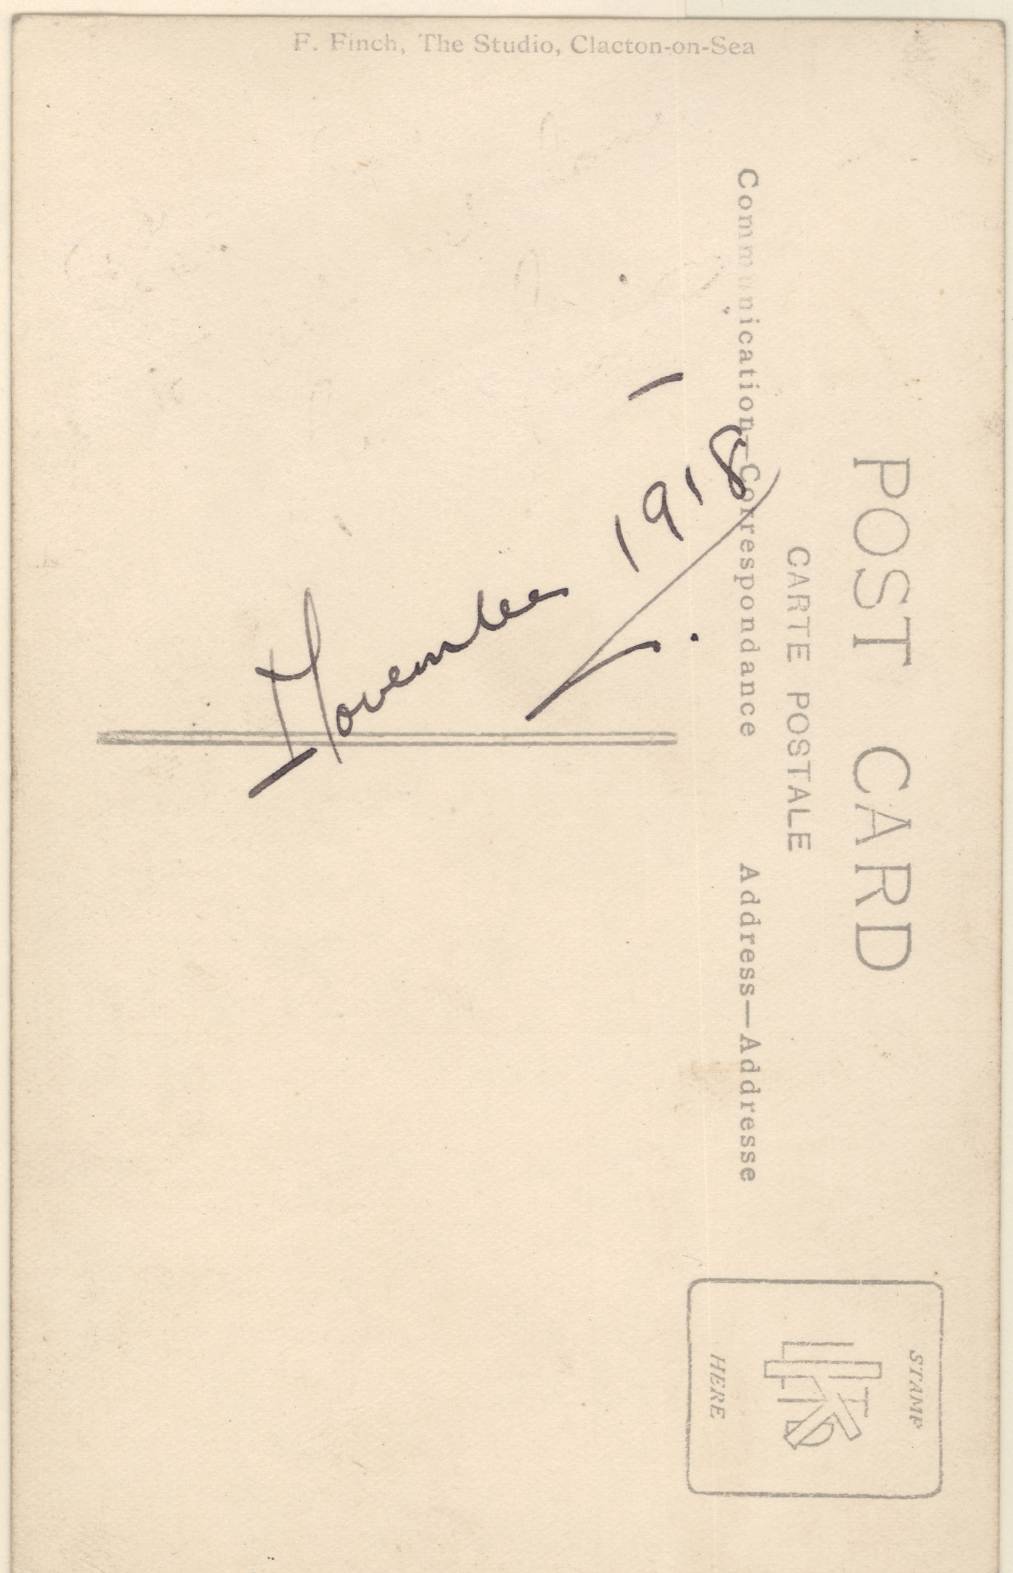 F. Finch, The Studio, Clacton-on-Sea
POST CARD
CARTE POSTALE
Communication—Correspondance
Address—Addresse
STAMP
HERE
November 1918